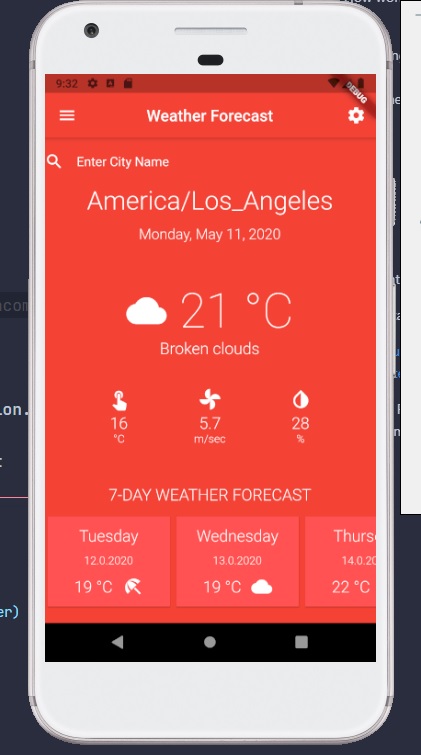 9:32
DEBUG
Weather Forecast
Enter City Name
America/Los_Angeles
Monday, May 11, 2020
21 °C
Broken clouds
16 5.7 28
°C m/sec %
7-DAY WEATHER FORECAST
Tuesday Wednesday Thurs
12.0.2020 13.0.2020 14.0.20
19 °C 19 °C 22 °C